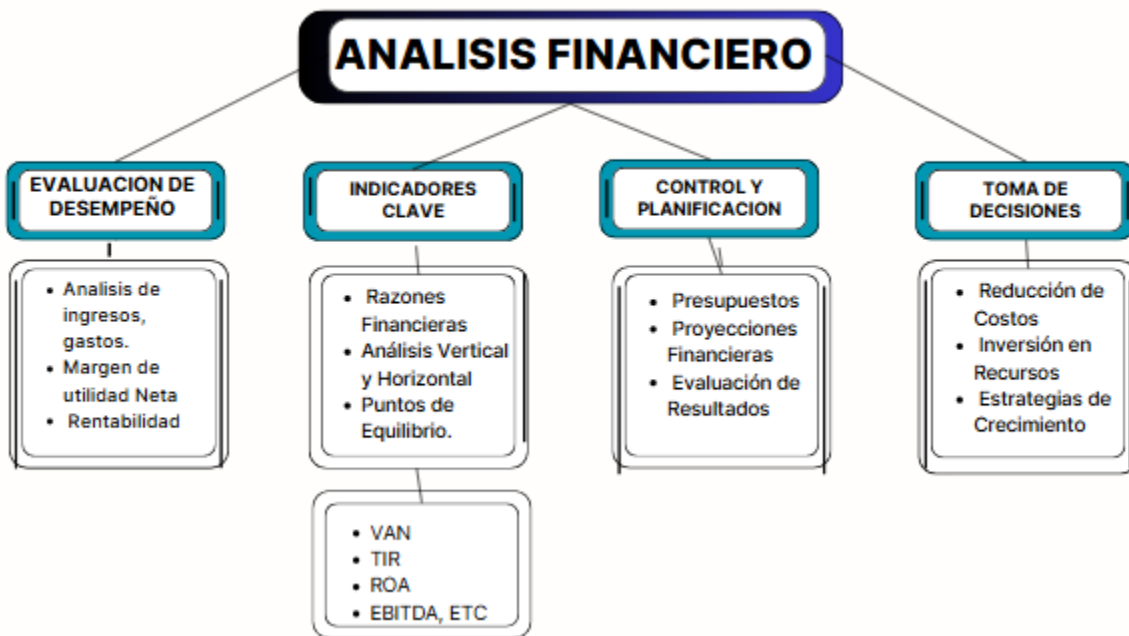 ANALISIS FINANCIERO
EVALUACION DE
DESEMPEÑO
• Analisis de
ingresos,
gastos.
• Margen de
utilidad Neta
• Rentabilidad
INDICADORES
CLAVE
• Razones
Financieras
• Análisis Vertical
y Horizontal
• Puntos de
Equilibrio.
• VAN
• TIR
• ROA
• EBITDA, ETC
CONTROL Y
PLANIFICACION
• Presupuestos
• Proyecciones
Financieras
• Evaluación de
Resultados
TOMA DE
DECISIONES
• Reducción de
Costos
• Inversión en
Recursos
• Estrategias de
Crecimiento